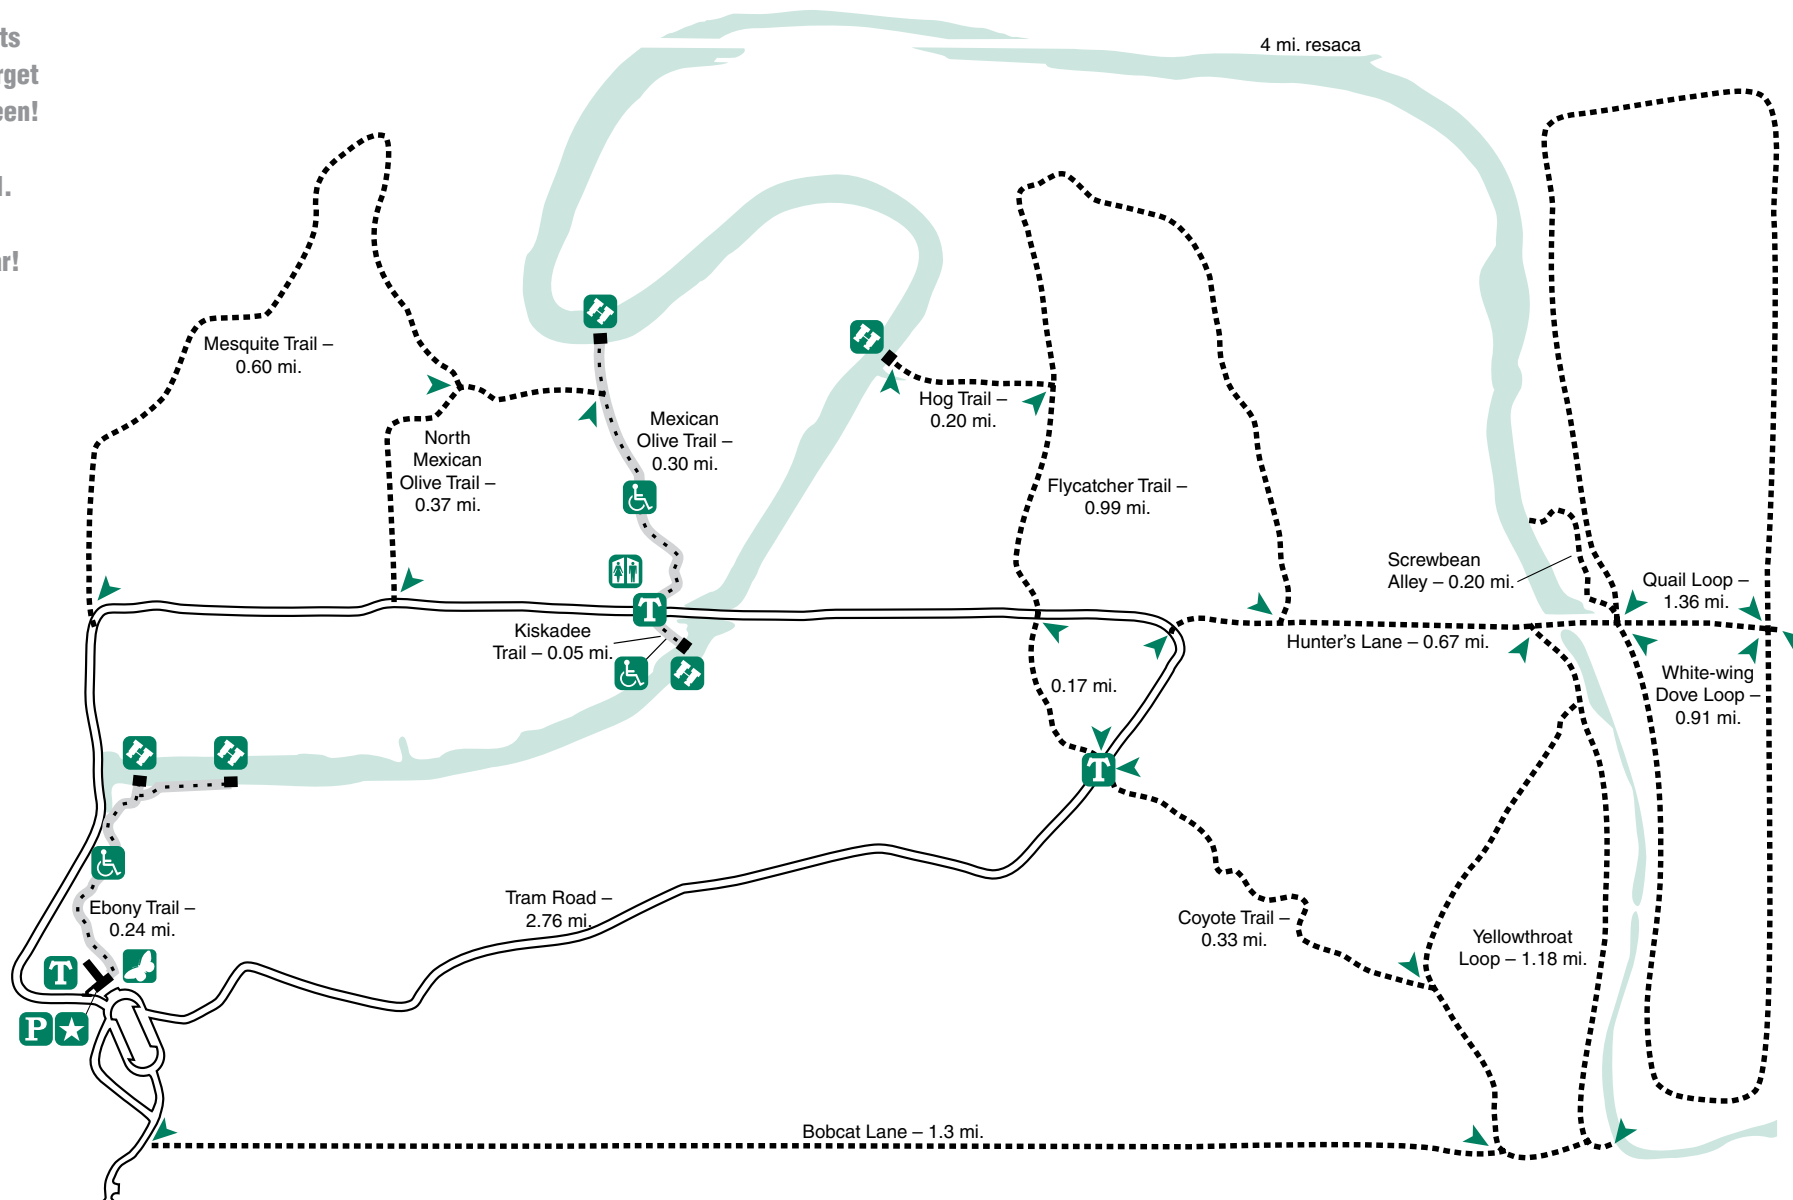 ts
rget
een!
l.
ar!
4 mi. resaca
Mesquite Trail –
0.60 mi.
North
Mexican
Olive Trail –
0.37 mi.
Mexican
Olive Trail –
0.30 mi.
Hog Trail –
0.20 mi.
Flycatcher Trail –
0.99 mi.
Screwbean
Alley – 0.20 mi.
Quail Loop –
1.36 mi.
T
Kiskadee
Trail – 0.05 mi.
Hunter's Lane – 0.67 mi.
White-wing
Dove Loop –
0.91 mi.
0.17 mi.
T
Ebony Trail –
0.24 mi.
Tram Road –
2.76 mi.
Coyote Trail –
0.33 mi.
Yellowthroat
Loop – 1.18 mi.
T
P
Bobcat Lane – 1.3 mi.